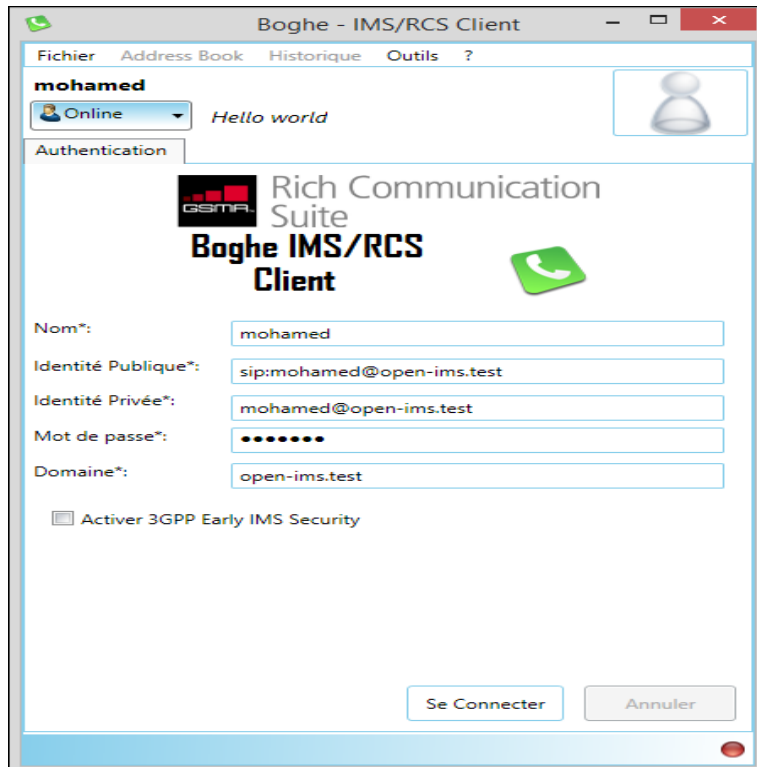 Boghe - IMS/RCS Client
Fichier Address Book Historique Outils ?
mohamed
Online Hello world
Authentication
GSMA. Rich Communication
Suite
Boghe IMS/RCS
Client
Nom*: mohamed
Identité Publique*: sip:mohamed@open-ims.test
Identité Privée*: mohamed@open-ims.test
Mot de passe*: •••••••
Domaine*: open-ims.test
Activer 3GPP Early IMS Security
Se Connecter Annuler